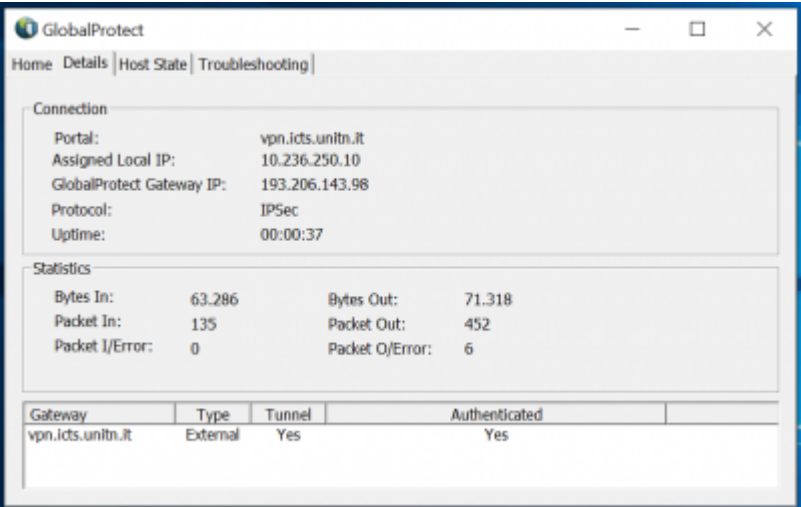 GlobalProtect
Home Details Host State Troubleshooting
Connection
Portal: vpn.icts.unitn.it
Assigned Local IP: 10.236.250.10
GlobalProtect Gateway IP: 193.206.143.98
Protocol: IPSec
Uptime: 00:00:37
Statistics
Bytes In: 63.286 Bytes Out: 71.318
Packet In: 135 Packet Out: 452
Packet I/Error: 0 Packet O/Error: 6
Gateway Type Tunnel Authenticated
vpn.icts.unitn.it External Yes Yes